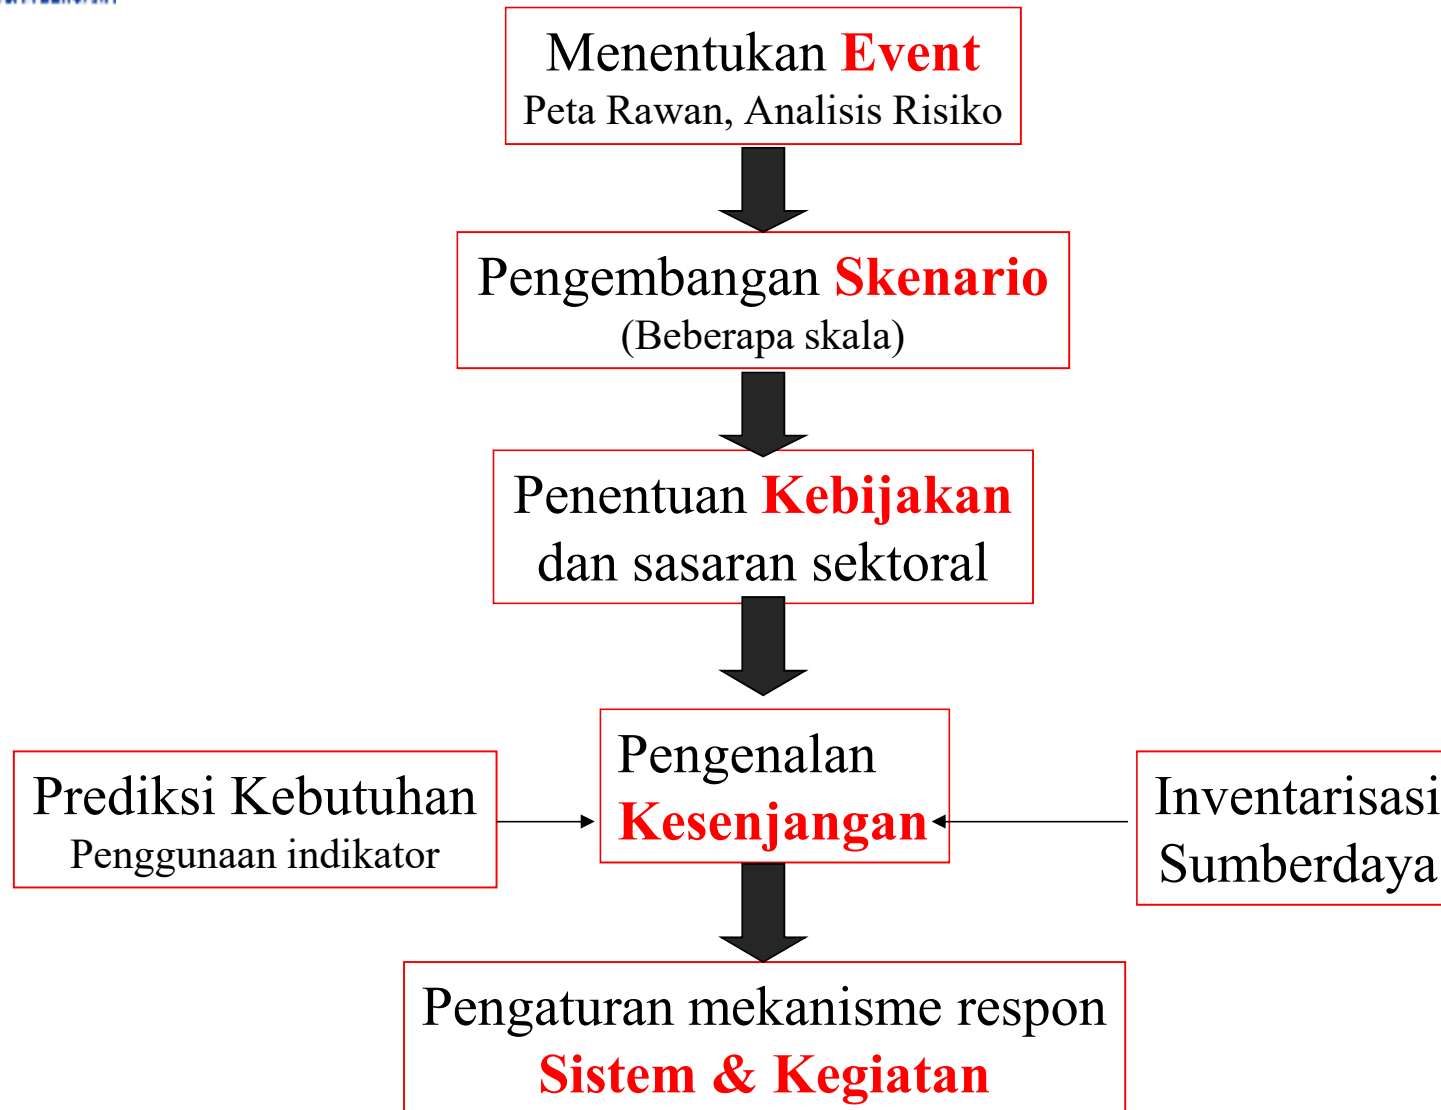 Menentukan Event
Peta Rawan, Analisis Risiko
Pengembangan Skenario
(Beberapa skala)
Penentuan Kebijakan
dan sasaran sektoral
Pengenalan
Kesenjangan
Prediksi Kebutuhan
Penggunaan indikator
Inventarisasi
Sumberdaya
Pengaturan mekanisme respon
Sistem & Kegiatan